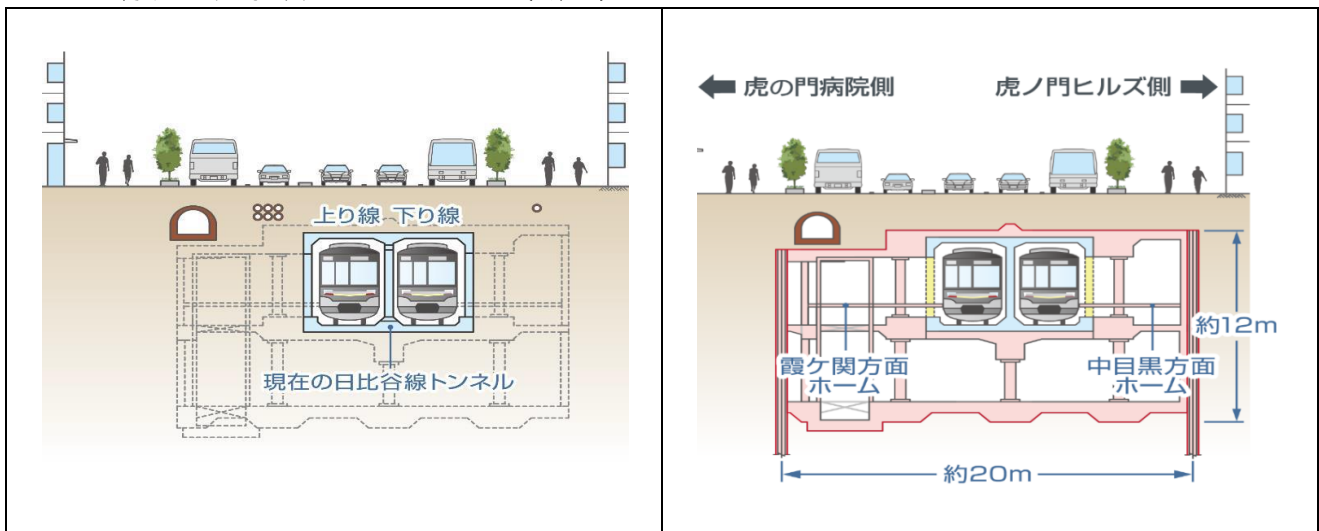 上り線 下り線
現在の日比谷線トンネル
虎の門病院側
虎ノ門ヒルズ側
約12m
霞ケ関方面
ホーム
中目黒方面
ホーム
約20m